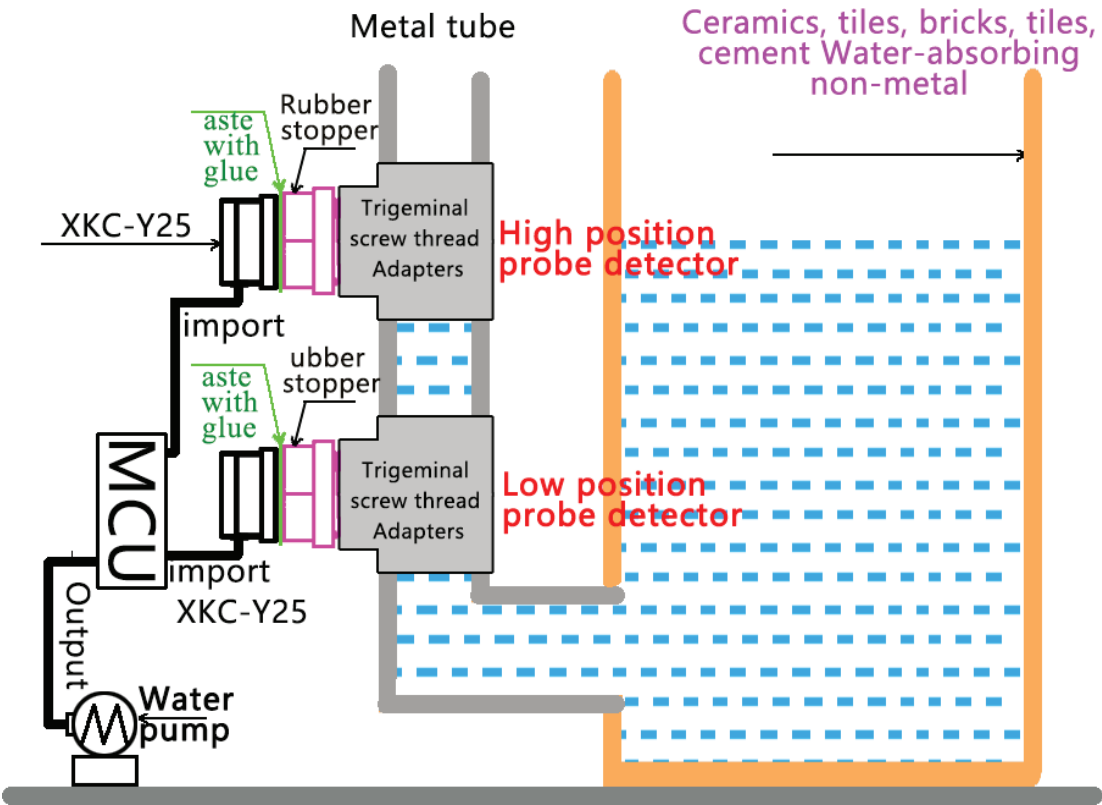 Metal tube
Ceramics, tiles, bricks, tiles,
cement Water-absorbing
non-metal
Rubber
stopper
aste
with
glue
XKC-Y25
Trigeminal
screw thread
Adapters
High position
probe detector
import
ubber
stopper
aste
with
glue
MCU
Trigeminal
screw thread
Adapters
Low position
probe detector
import
XKC-Y25
Output
Water
pump